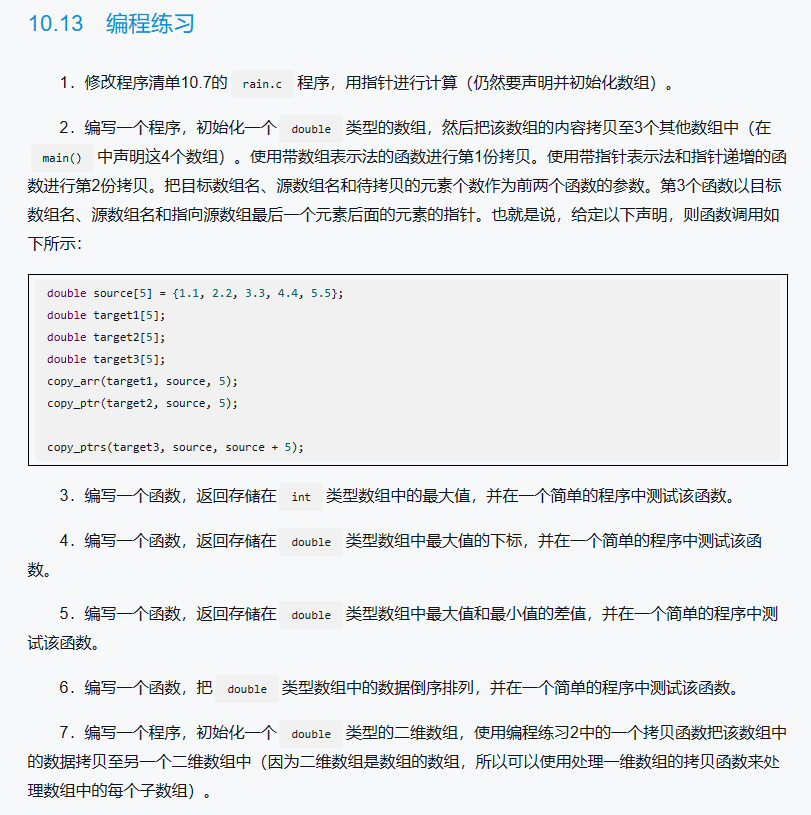 10.13 编程练习
1．修改程序清单10.7的 rain.c 程序，用指针进行计算（仍然要声明并初始化数组）。
2．编写一个程序，初始化一个 double 类型的数组，然后把该数组的内容拷贝至3个其他数组中（在
main() 中声明这4个数组）。使用带数组表示法的函数进行第1份拷贝。使用带指针表示法和指针递增的函
数进行第2份拷贝。把目标数组名、源数组名和待拷贝的元素个数作为前两个函数的参数。第3个函数以目标
数组名、源数组名和指向源数组最后一个元素后面的元素的指针。也就是说，给定以下声明，则函数调用如
下所示：
double source[5] = {1.1, 2.2, 3.3, 4.4, 5.5};
double target1[5];
double target2[5];
double target3[5];
copy_arr(target1, source, 5);
copy_ptr(target2, source, 5);
copy_ptrs(target3, source, source + 5);
3．编写一个函数，返回存储在 int 类型数组中的最大值，并在一个简单的程序中测试该函数。
4．编写一个函数，返回存储在 double 类型数组中最大值的下标，并在一个简单的程序中测试该函
数。
5．编写一个函数，返回存储在 double 类型数组中最大值和最小值的差值，并在一个简单的程序中测
试该函数。
6．编写一个函数，把 double 类型数组中的数据倒序排列，并在一个简单的程序中测试该函数。
7．编写一个程序，初始化一个 double 类型的二维数组，使用编程练习2中的一个拷贝函数把该数组中
的数据拷贝至另一个二维数组中（因为二维数组是数组的数组，所以可以使用处理一维数组的拷贝函数来处
理数组中的每个子数组）。